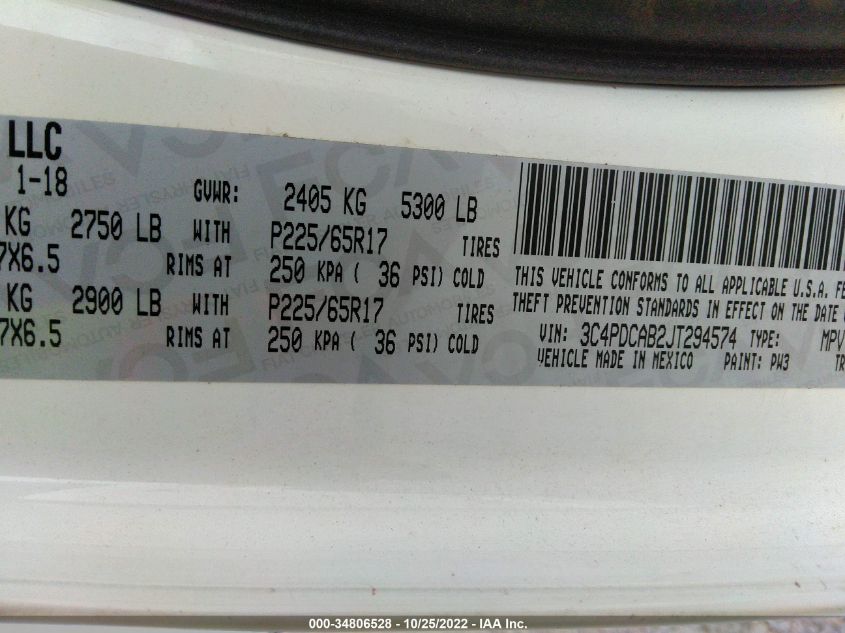 LLC
1-18 GVWR: 2405 KG 5300 LB
KG 2750 LB WITH P225/65R17 TIRES
7X6.5 RIMS AT 250 KPA ( 36 PSI) COLD
KG 2900 LB WITH P225/65R17 TIRES
7X6.5 RIMS AT 250 KPA ( 36 PSI) COLD
THIS VEHICLE CONFORMS TO ALL APPLICABLE U.S.A. FE
THEFT PREVENTION STANDARDS IN EFFECT ON THE DATE
VIN: 3C4PDCAB2JT294574 TYPE: MPV
VEHICLE MADE IN MEXICO PAINT: PW3 TR
000-34806528 - 10/25/2022 - IAA Inc.